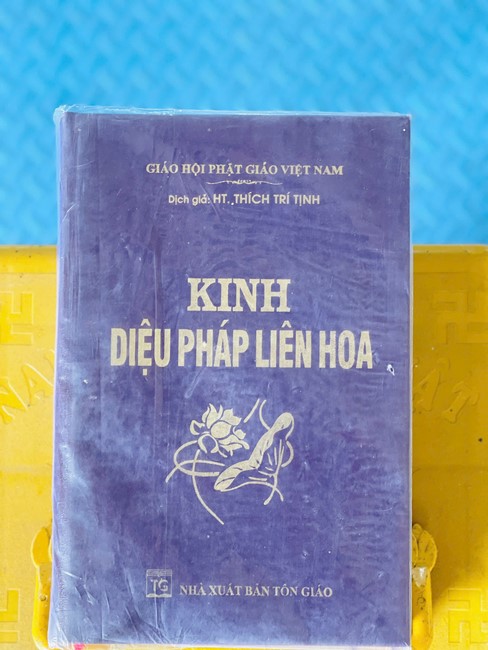 GIÁO HỘI PHẬT GIÁO VIỆT NAM
Dịch giả: HT. THÍCH TRÍ TỊNH
KINH
DIỆU PHÁP LIÊN HOA
TG
NHÀ XUẤT BẢN TÔN GIÁO